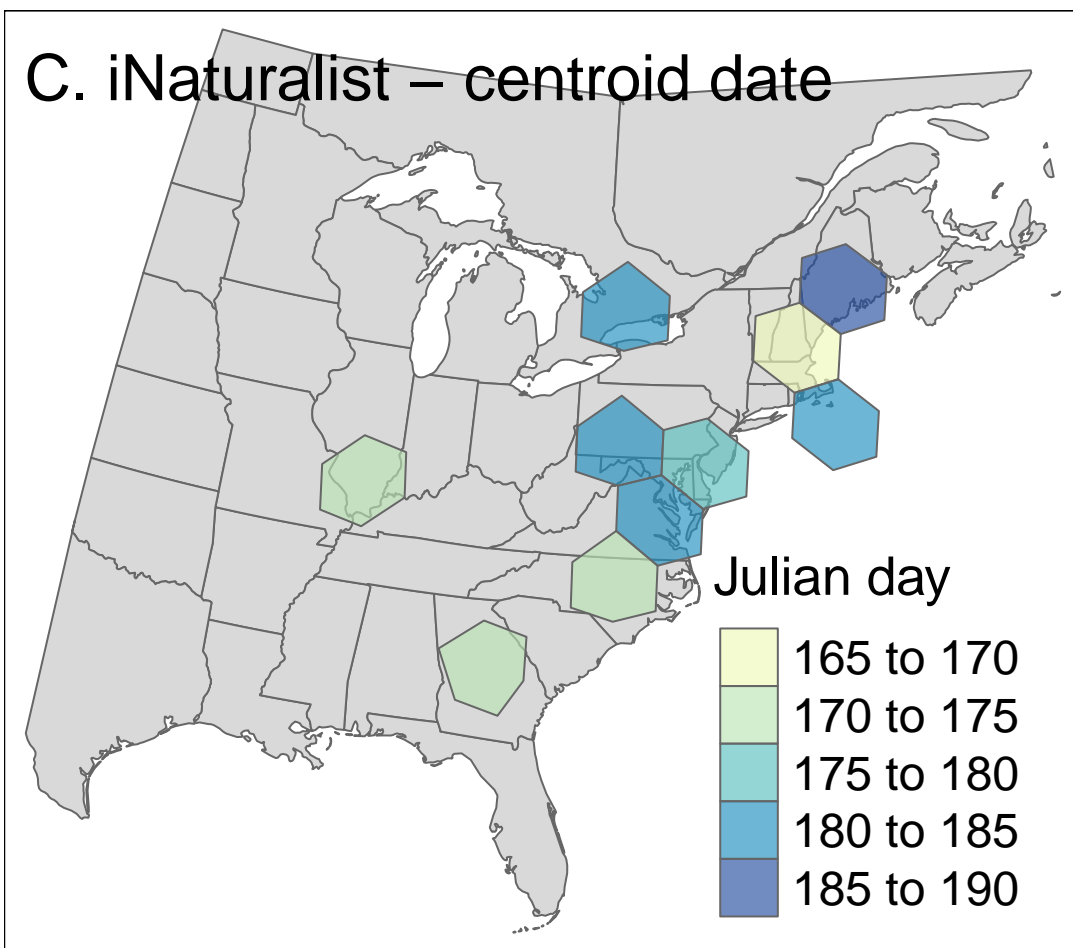 C. iNaturalist – centroid date
Julian day
165 to 170
170 to 175
175 to 180
180 to 185
185 to 190